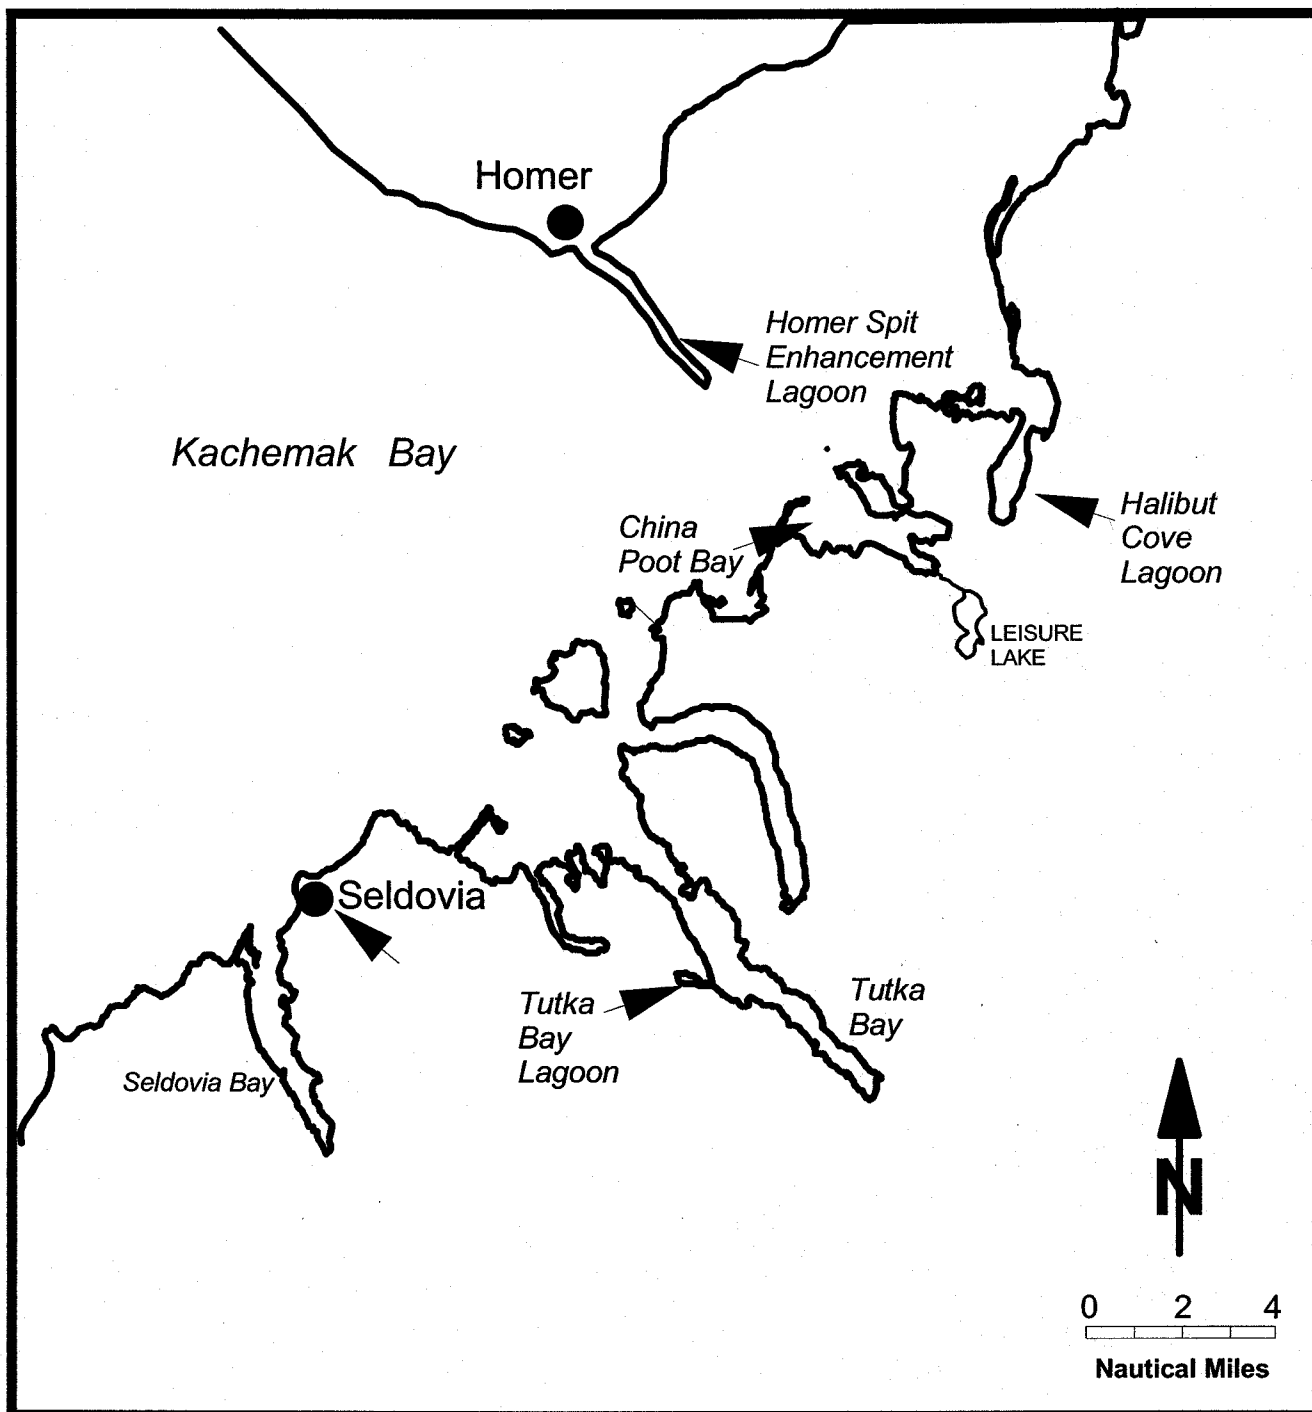 Homer
Homer Spit
Enhancement
Lagoon
Kachemak Bay
China
Poot Bay
Halibut
Cove
Lagoon
LEISURE
LAKE
Seldovia
Tutka
Bay
Lagoon
Tutka
Bay
Seldovia Bay
N
0 2 4
Nautical Miles